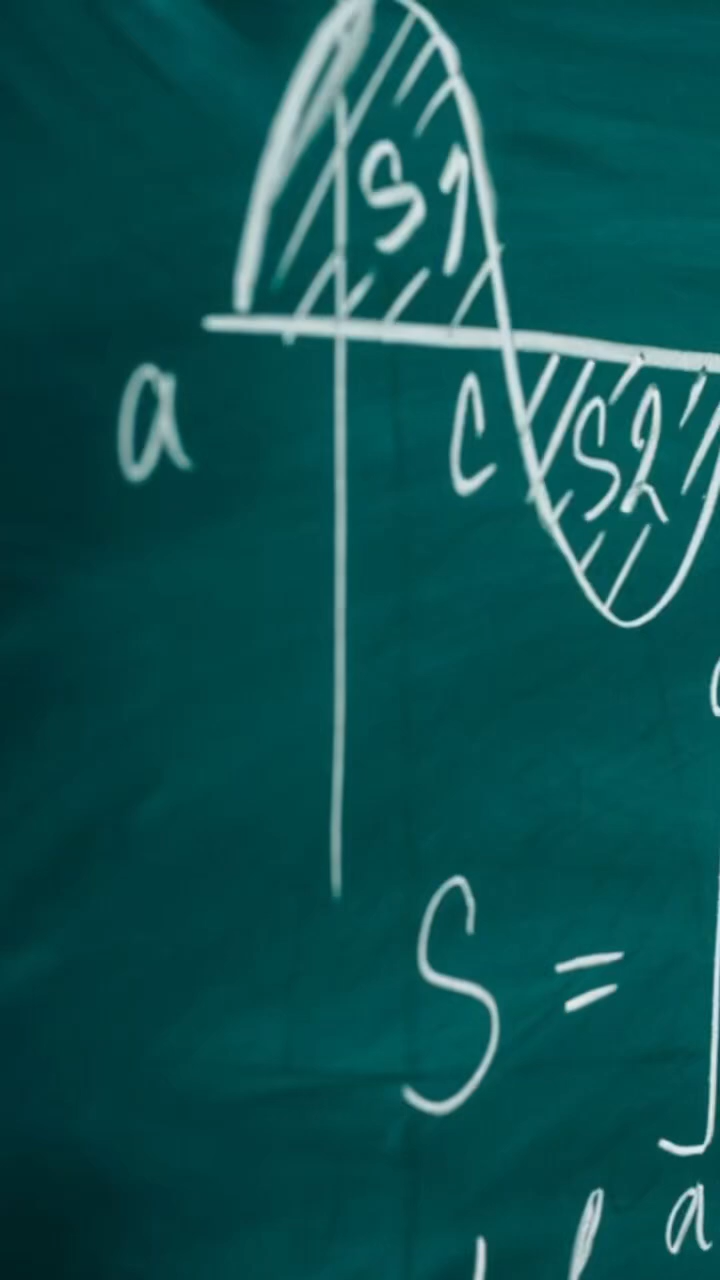 S1
a c S2
S = ∫
a